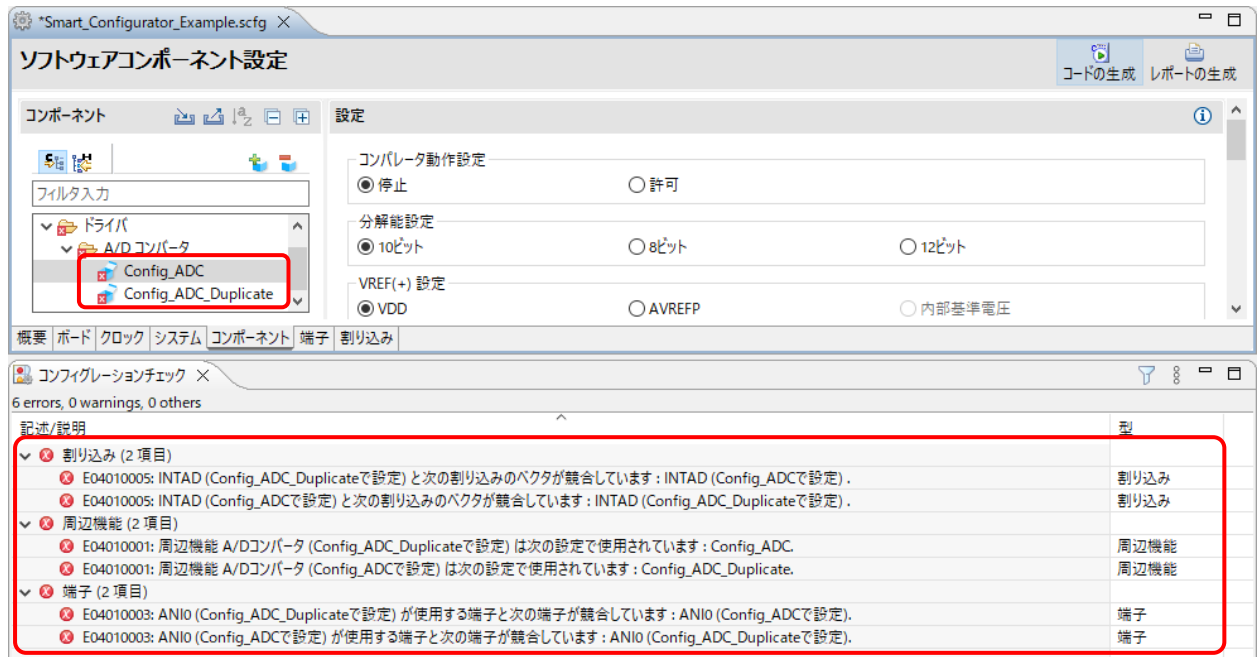 *Smart_Configurator_Example.scfg
ソフトウェアコンポーネント設定
コードの生成 レポートの生成
コンポーネント
設定
フィルタ入力
ドライバ
A/D コンバータ
Config_ADC
Config_ADC_Duplicate
コンパレータ動作設定
停止 許可
分解能設定
10ビット 8ビット 12ビット
VREF(+) 設定
VDD AVREFP 内部基準電圧
概要 ボード クロック システム コンポーネント 端子 割り込み
コンフィグレーションチェック
6 errors, 0 warnings, 0 others
記述/説明 型
割り込み (2 項目)
E04010005: INTAD (Config_ADC_Duplicateで設定) と次の割り込みのベクタが競合しています : INTAD (Config_ADCで設定) . 割り込み
E04010005: INTAD (Config_ADCで設定) と次の割り込みのベクタが競合しています : INTAD (Config_ADC_Duplicateで設定) . 割り込み
周辺機能 (2 項目)
E04010001: 周辺機能 A/Dコンバータ (Config_ADC_Duplicateで設定) は次の設定で使用されています : Config_ADC. 周辺機能
E04010001: 周辺機能 A/Dコンバータ (Config_ADCで設定) は次の設定で使用されています : Config_ADC_Duplicate. 周辺機能
端子 (2 項目)
E04010003: ANI0 (Config_ADC_Duplicateで設定) が使用する端子と次の端子が競合しています : ANI0 (Config_ADCで設定). 端子
E04010003: ANI0 (Config_ADCで設定) が使用する端子と次の端子が競合しています : ANI0 (Config_ADC_Duplicateで設定). 端子